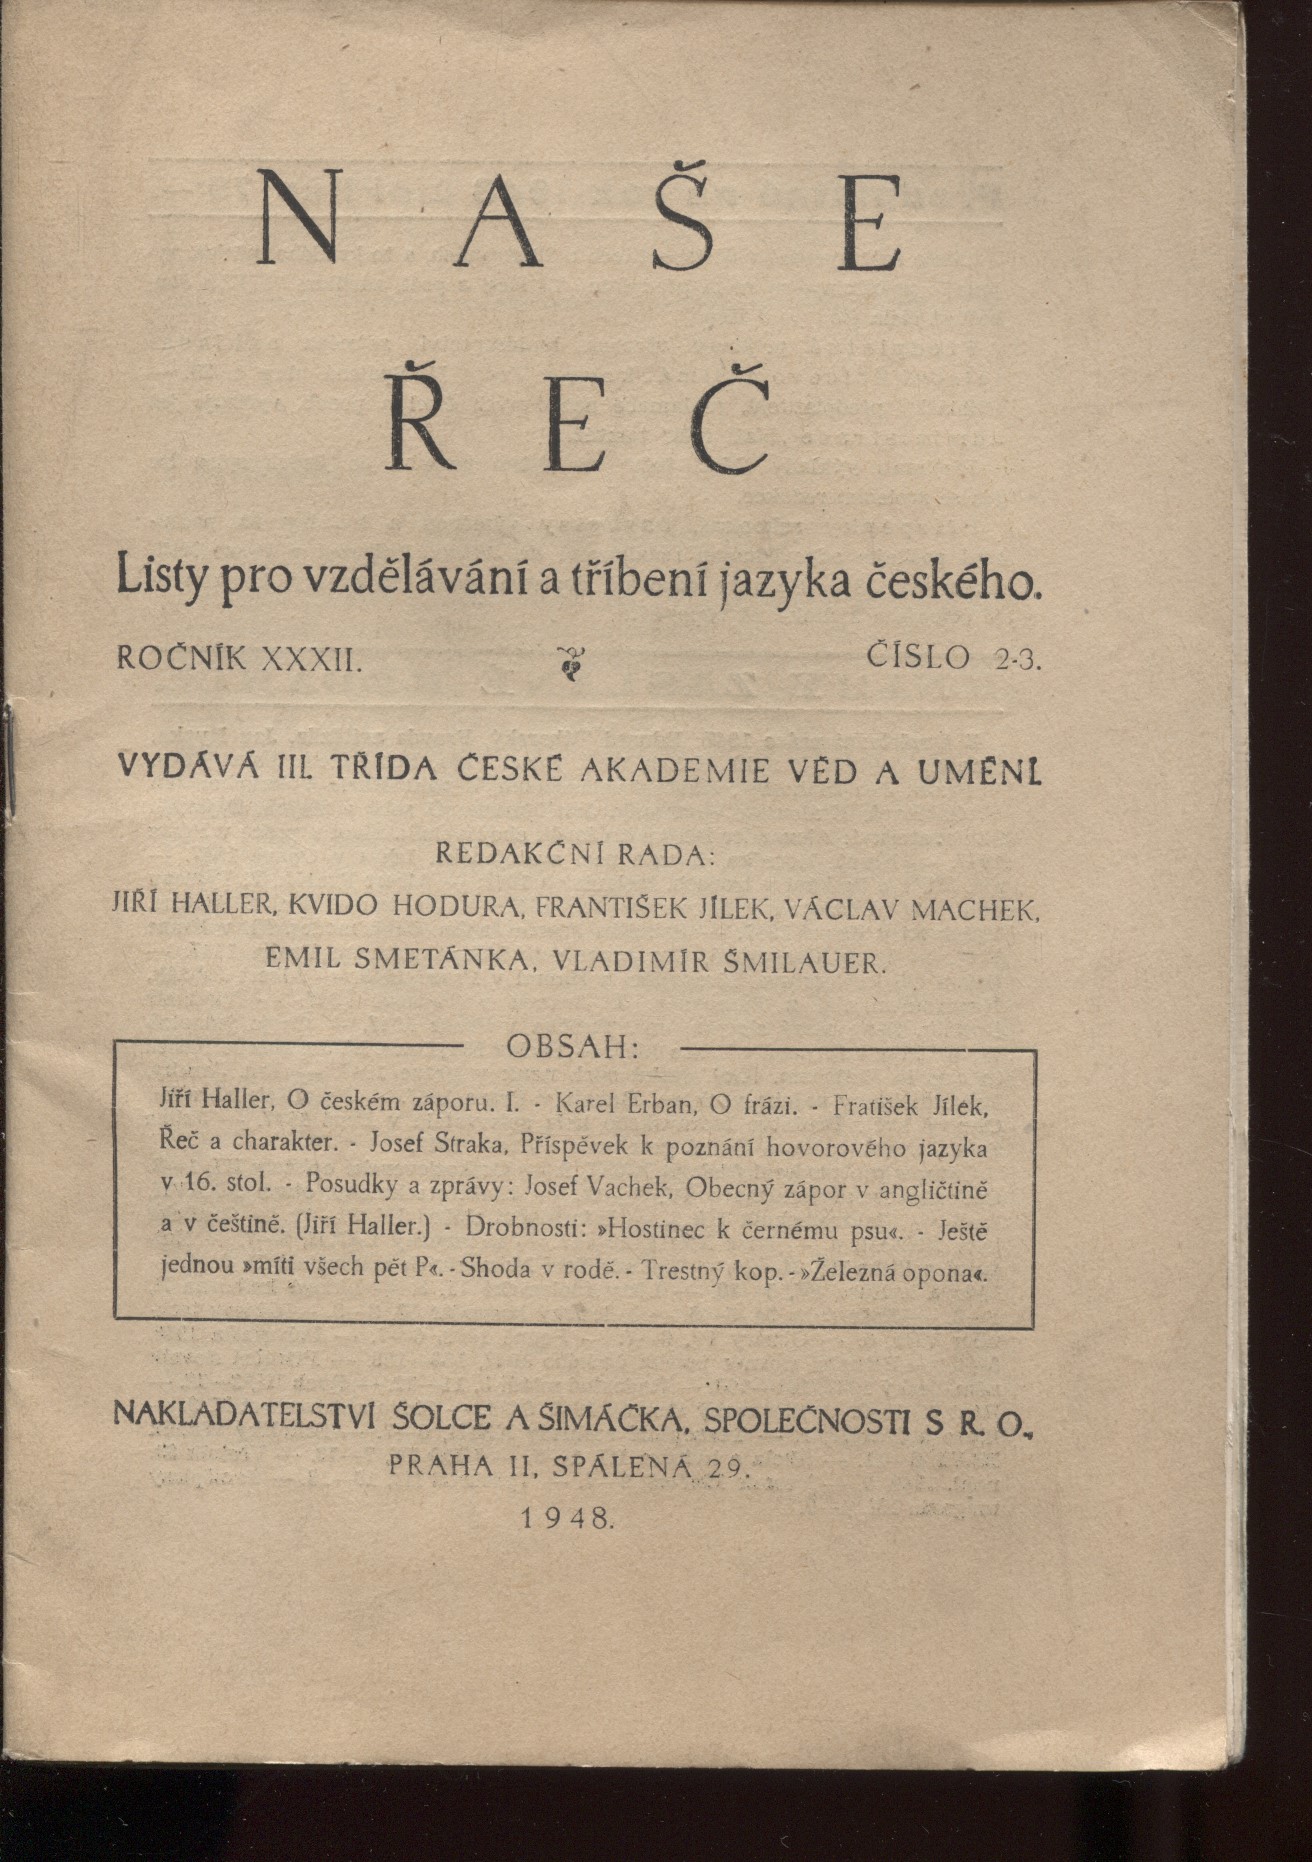 NAŠE
ŘEČ
Listy pro vzdělávání a tříbení jazyka českého.
ROČNÍK XXXII. ČÍSLO 2-3.
VYDÁVÁ III. TŘÍDA ČESKÉ AKADEMIE VĚD A UMĚNÍ.
REDAKČNÍ RADA:
JIŘÍ HALLER, KVIDO HODURA, FRANTIŠEK JÍLEK, VÁCLAV MACHEK,
EMIL SMETÁNKA, VLADIMÍR ŠMILAUER.
OBSAH:
Jiří Haller, O českém záporu. I. - Karel Erban, O frázi. - Fratišek Jílek,
Řeč a charakter. - Josef Straka, Příspěvek k poznání hovorového jazyka
v 16. stol. - Posudky a zprávy: Josef Vachek, Obecný zápor v angličtině
a v češtině. (Jiří Haller.) - Drobnosti: »Hostinec k černému psu«. - Ještě
jednou »míti všech pět P«. - Shoda v rodě. - Trestný kop. - »Železná opona«.
NAKLADATELSTVÍ ŠOLCE A ŠIMÁČKA, SPOLEČNOSTI S R. O.,
PRAHA II, SPÁLENÁ 29.
1948.